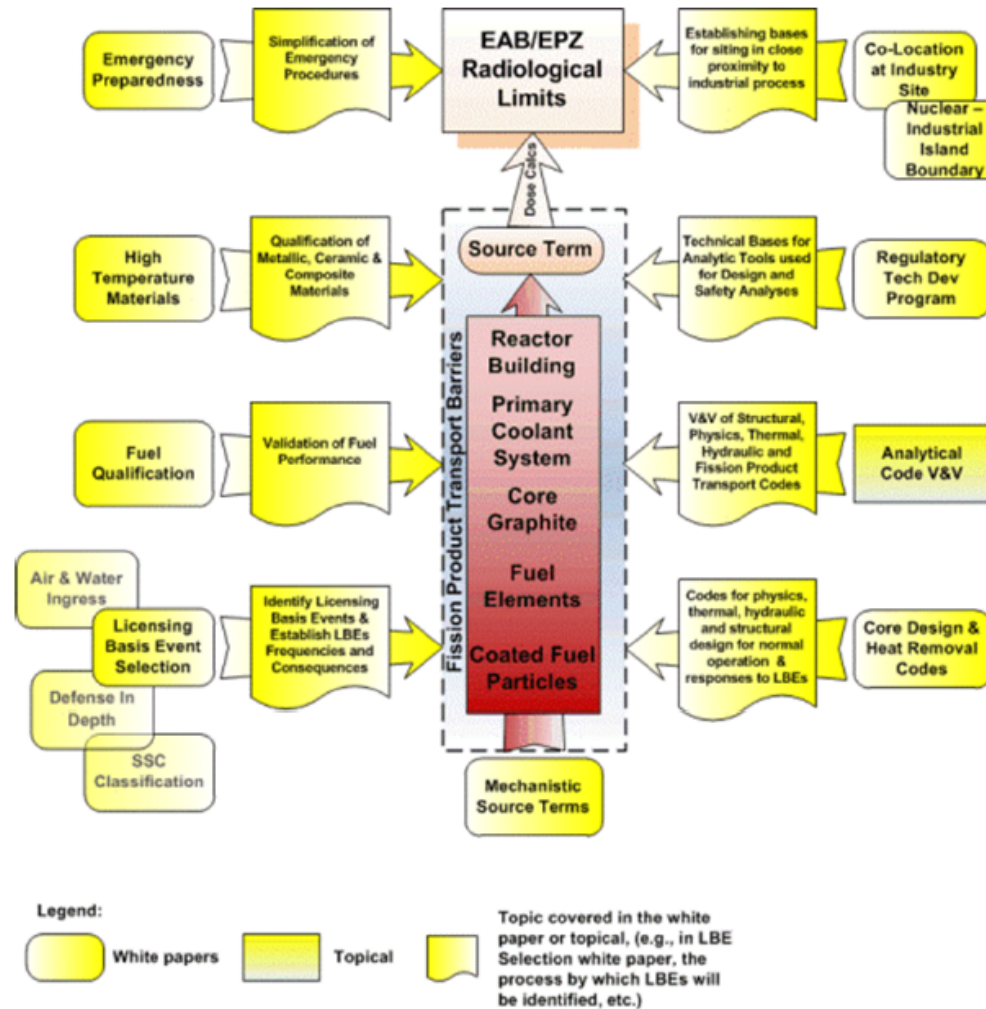 Emergency
Preparedness
Simplification of
Emergency
Procedures
EAB/EPZ
Radiological
Limits
Establishing bases
for siting in close
proximity to
industrial process
Co-Location
at Industry
Site
Nuclear –
Industrial
Island
Boundary
Dose Calcs
High
Temperature
Materials
Qualification of
Metallic, Ceramic &
Composite
Materials
Source Term
Technical Bases for
Analytic Tools used
for Design and
Safety Analyses
Regulatory
Tech Dev
Program
Fission Product Transport Barriers
Reactor
Building
Primary
Coolant
System
Core
Graphite
Fuel
Elements
Coated Fuel
Particles
Fuel
Qualification
Validation of Fuel
Performance
V&V of Structural,
Physics, Thermal,
Hydraulic and
Fission Product
Transport Codes
Analytical
Code V&V
Air & Water
Ingress
Licensing
Basis Event
Selection
Defense In
Depth
SSC
Classification
Identify Licensing
Basis Events &
Establish LBEs
Frequencies and
Consequences
Codes for physics,
thermal, hydraulic
and structural
design for normal
operation &
responses to LBEs
Core Design &
Heat Removal
Codes
Mechanistic
Source Terms
Legend:
White papers
Topical
Topic covered in the white
paper or topical, (e.g., in LBE
Selection white paper, the
process by which LBEs will
be identified, etc.)